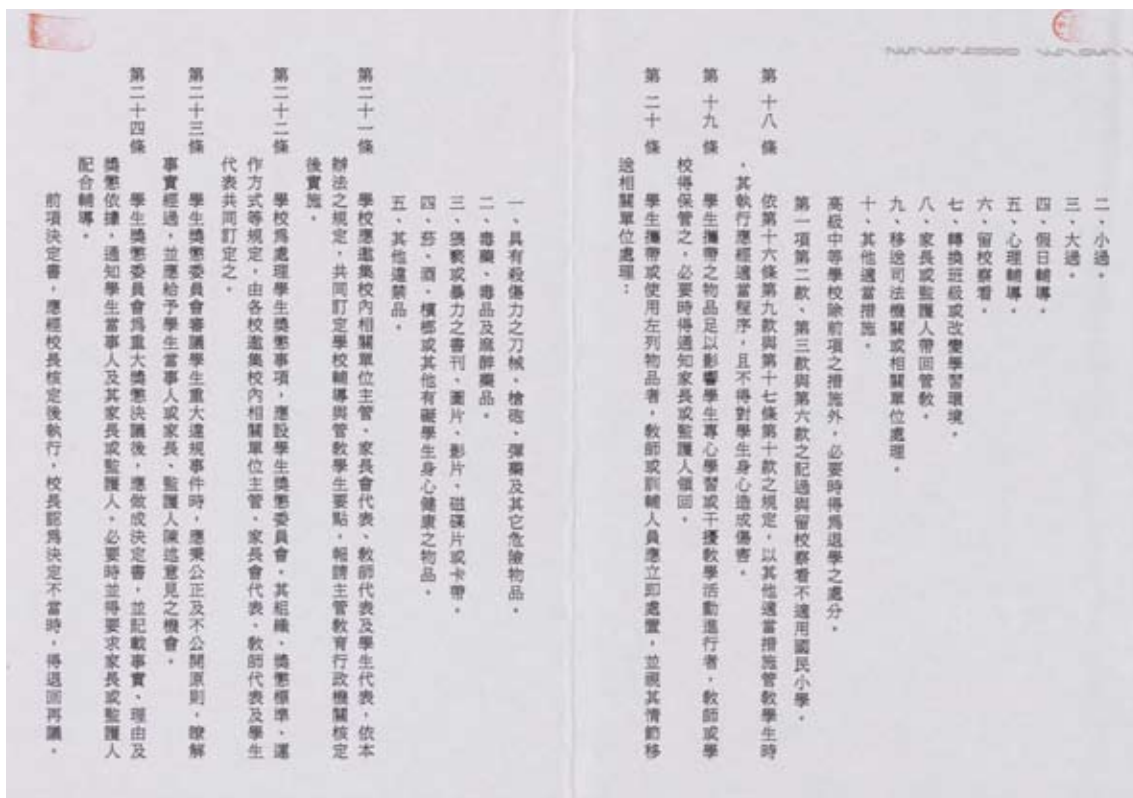 二、小過。
三、大過。
四、假日輔導。
五、心理輔導。
六、留校察看。
七、轉換班級或改變學習環境。
八、家長或監護人帶回管教。
九、移送司法機關或相關單位處理。
十、其他適當措施。
高級中等學校除前項之措施外，必要時得爲退學之處分。
第一項第二款、第三款與第六款之記過與留校察看不適用國民小學。
第十八條　依第十六條第九款與第十七條第十款之規定，以其他適當措施管教學生時
，其執行應經適當程序，且不得對學生身心造成傷害。
第十九條　學生攜帶之物品足以影響學生專心學習或干擾教學活動進行者，教師或學
校得保管之，必要時得通知家長或監護人領回。
第二十條　學生攜帶或使用左列物品者，教師或訓輔人員應立即處置，並視其情節移
送相關單位處理：
一、具有殺傷力之刀械、槍砲、彈藥及其它危險物品。
二、毒藥、毒品及麻醉藥品。
三、猥褻或暴力之書刊、圖片、影片、磁碟片或卡帶。
四、菸、酒、檳榔或其他有礙學生身心健康之物品。
五、其他違禁品。
第二十一條　學校應邀集校內相關單位主管、家長會代表、教師代表及學生代表，依本
辦法之規定，共同訂定學校輔導與管教學生要點，報請主管教育行政機關核定
後實施。
第二十二條　學校爲處理學生獎懲事項，應設學生獎懲委員會。其組織、獎懲標準、運
作方式等規定，由各校邀集校內相關單位主管、家長會代表、教師代表及學生
代表共同訂定之。
第二十三條　學生獎懲委員會審議學生重大違規事件時，應秉公正及不公開原則，瞭解
事實經過，並應給予學生當事人或家長、監護人陳述意見之機會。
第二十四條　學生獎懲委員會爲重大獎懲決議後，應做成決定書，並記載事實、理由及
獎懲依據，通知學生當事人及其家長或監護人。必要時並得要求家長或監護人
配合輔導。
前項決定書，應經校長核定後執行，校長認爲決定不當時，得退回再議。